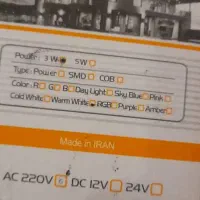 Power: 3 W 5W
Type: Power SMD COB
Color: R G B Day Light Sky Blue Pink
Cold White Warm White RGB Purple Amber
Made in IRAN
AC 220V DC 12V 24V